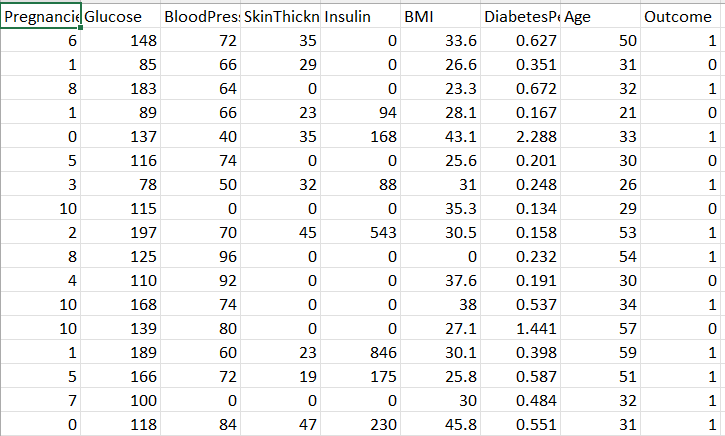 Pregnancie Glucose BloodPres SkinThickn Insulin BMI DiabetesPe Age Outcome
6 148 72 35 0 33.6 0.627 50 1
1 85 66 29 0 26.6 0.351 31 0
8 183 64 0 0 23.3 0.672 32 1
1 89 66 23 94 28.1 0.167 21 0
0 137 40 35 168 43.1 2.288 33 1
5 116 74 0 0 25.6 0.201 30 0
3 78 50 32 88 31 0.248 26 1
10 115 0 0 0 35.3 0.134 29 0
2 197 70 45 543 30.5 0.158 53 1
8 125 96 0 0 0 0.232 54 1
4 110 92 0 0 37.6 0.191 30 0
10 168 74 0 0 38 0.537 34 1
10 139 80 0 0 27.1 1.441 57 0
1 189 60 23 846 30.1 0.398 59 1
5 166 72 19 175 25.8 0.587 51 1
7 100 0 0 0 30 0.484 32 1
0 118 84 47 230 45.8 0.551 31 1